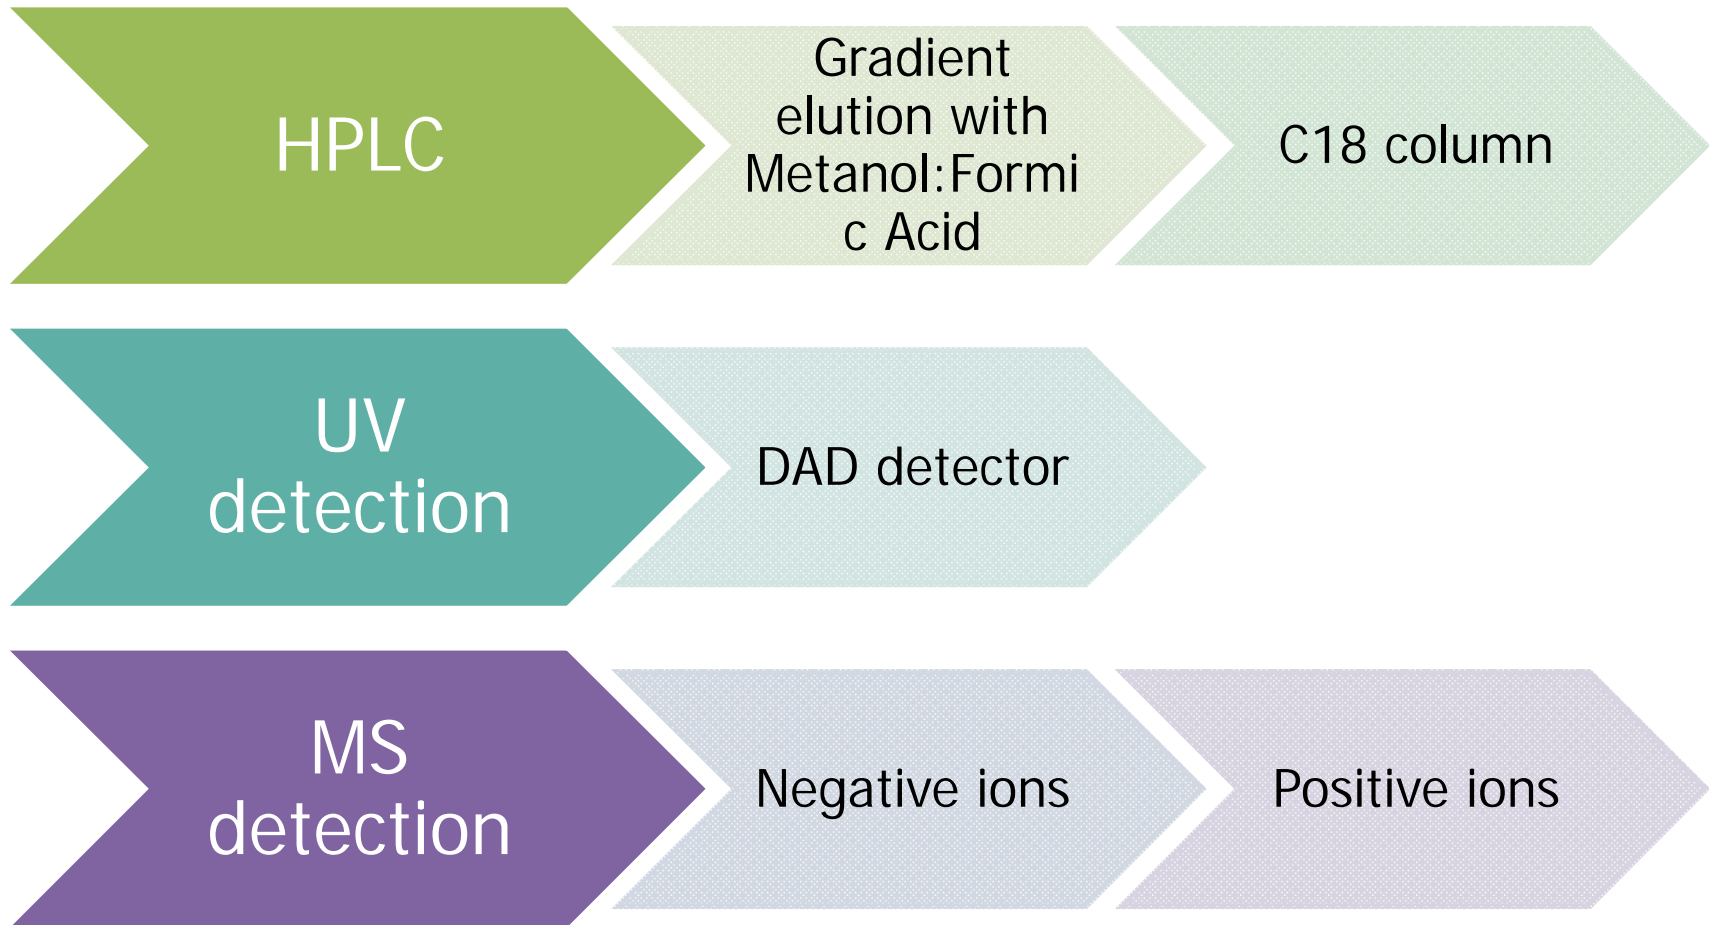 HPLC
Gradient
elution with
Metanol:Formi
c Acid
C18 column
UV
detection
DAD detector
MS
detection
Negative ions
Positive ions